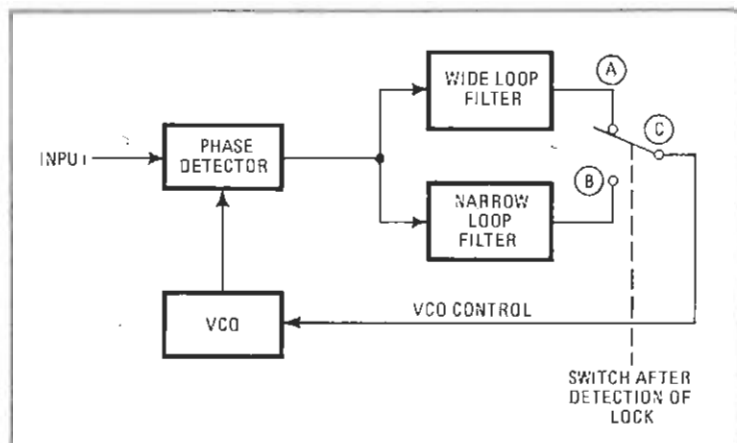 WIDE LOOP
FILTER
A
C
INPUT
PHASE
DETECTOR
B
NARROW
LOOP
FILTER
VCO
VCO CONTROL
SWITCH AFTER
DETECTION OF
LOCK